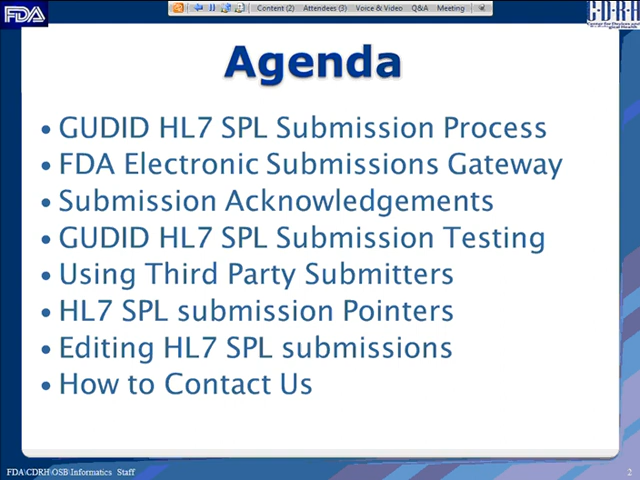 FDA
Content (2) Attendees (3) Voice & Video Q&A Meeting
CDRH
Agenda
• GUDID HL7 SPL Submission Process
• FDA Electronic Submissions Gateway
• Submission Acknowledgements
• GUDID HL7 SPL Submission Testing
• Using Third Party Submitters
• HL7 SPL submission Pointers
• Editing HL7 SPL submissions
• How to Contact Us
FDA\CDRH\OSB\Informatics Staff
2